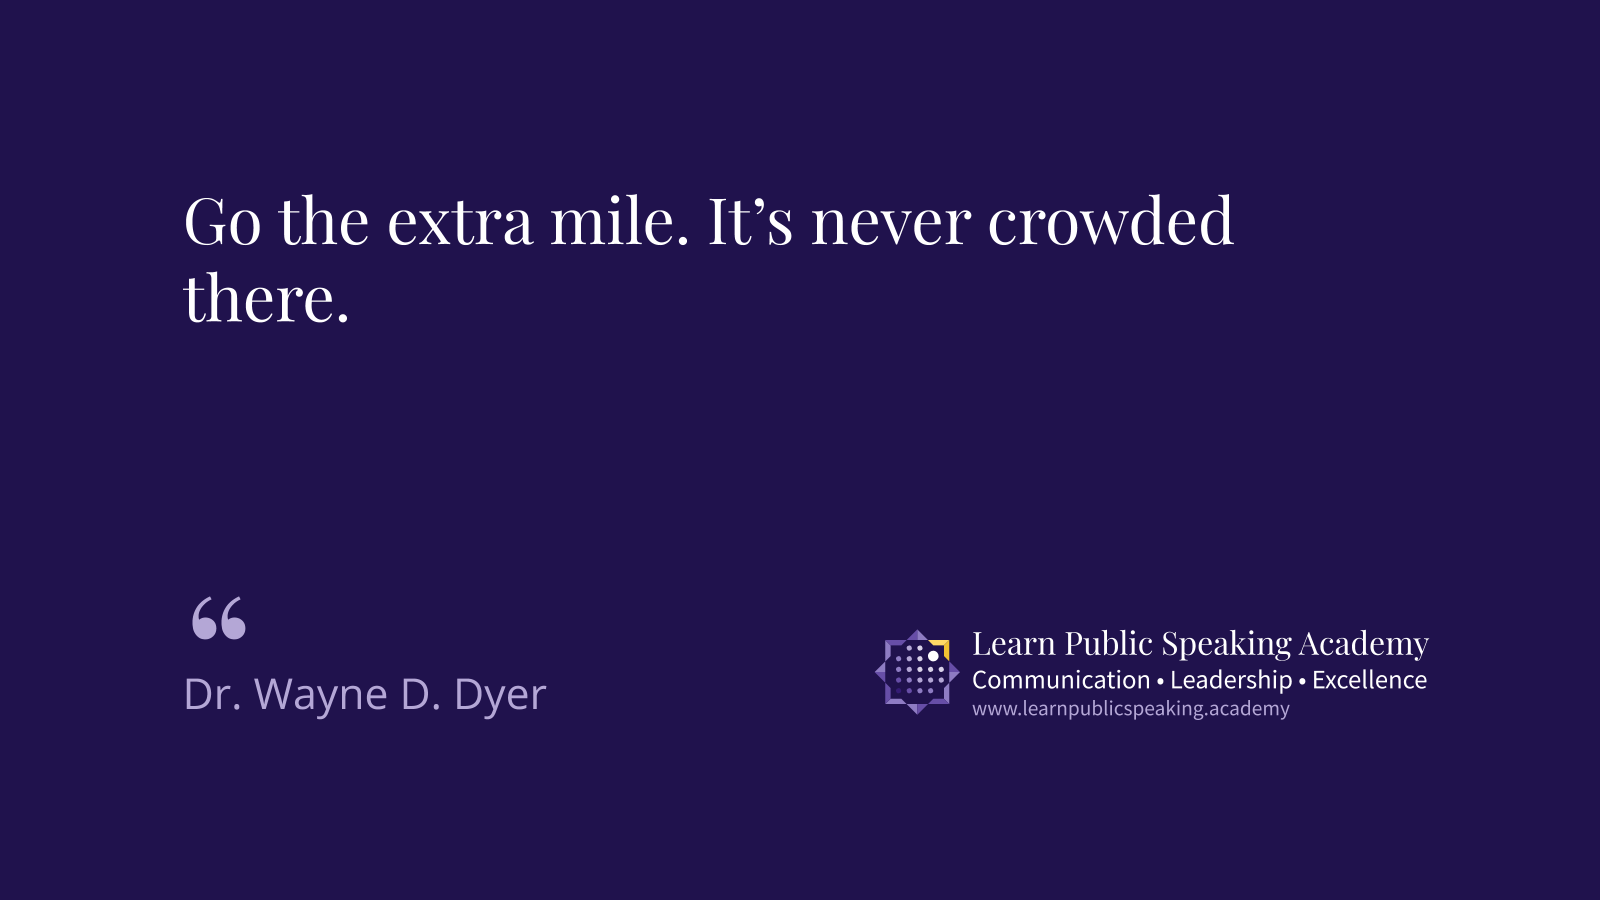 Go the extra mile. It’s never crowded
there.
“
Dr. Wayne D. Dyer
Learn Public Speaking Academy
Communication • Leadership • Excellence
www.learnpublicspeaking.academy